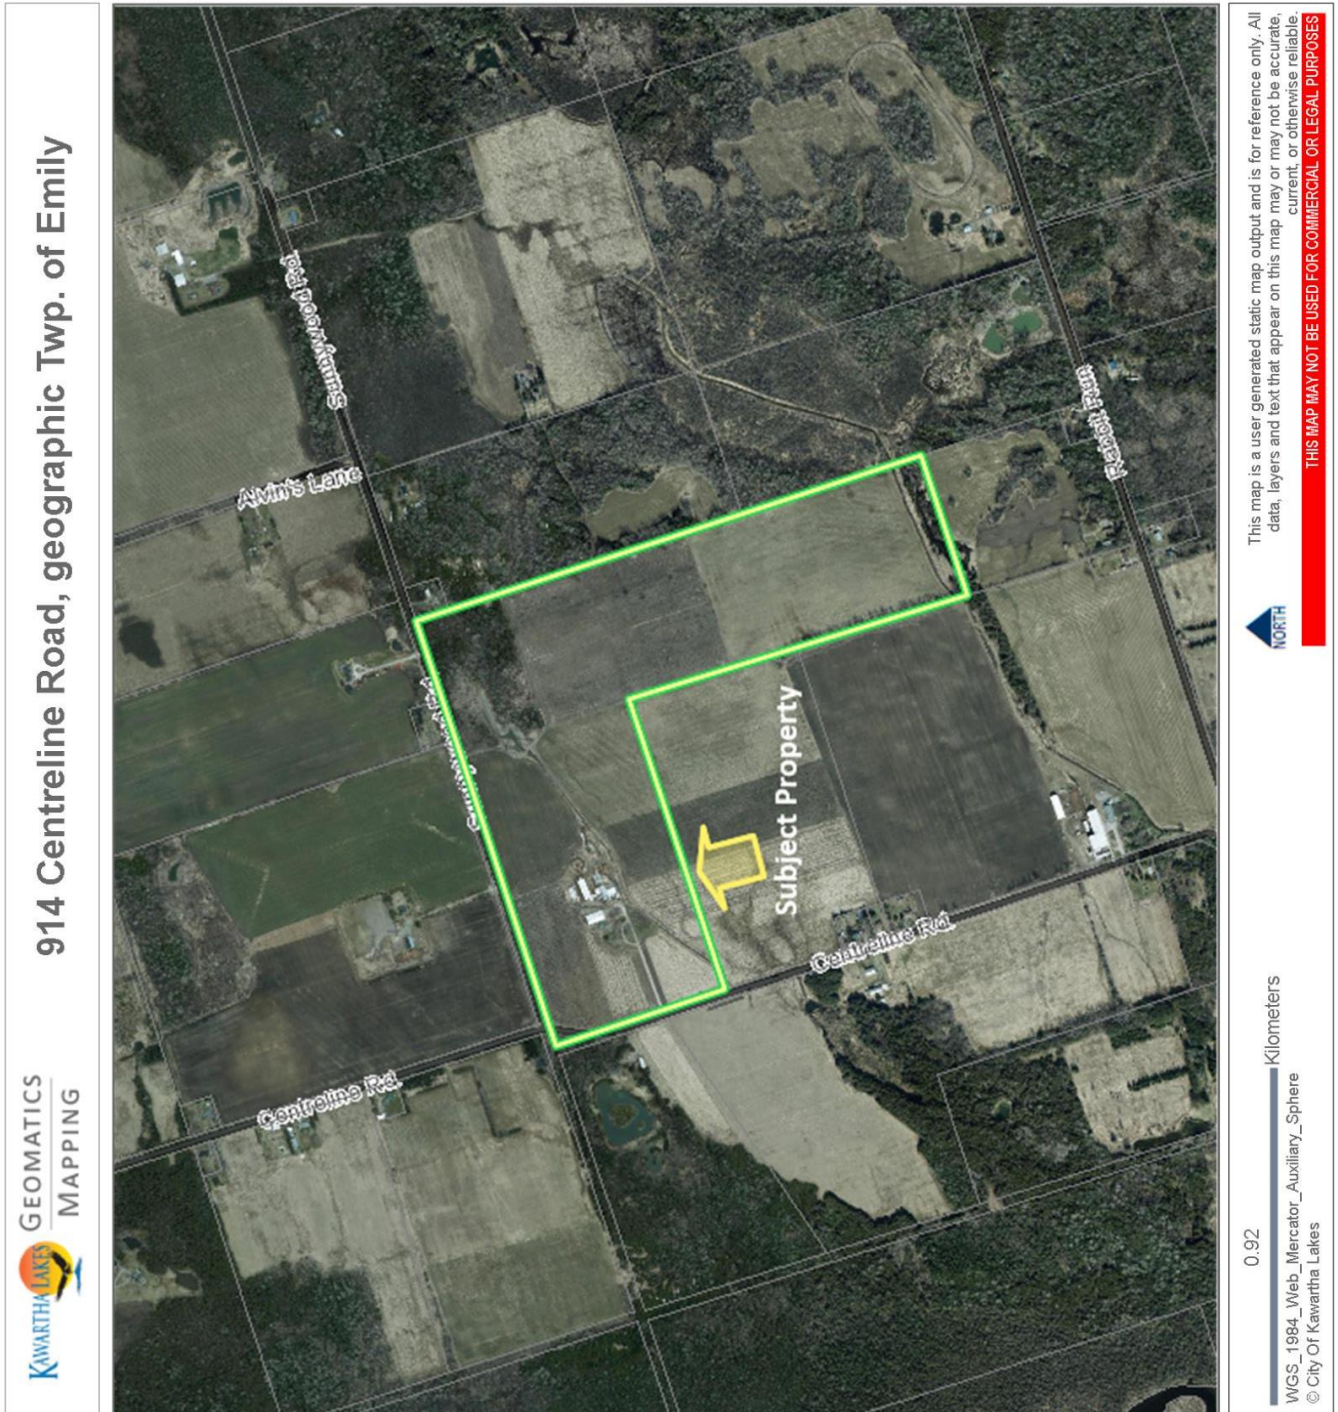 KAWARTHA LAKES
GEOMATICS
MAPPING
914 Centreline Road, geographic Twp. of Emily
Centreline Rd
Alvin's Lane
Sunnywood Rd
Sunnywood Rd
Centreline Rd
Subject Property
Rabbit Run
0.92
Kilometers
WGS_1984_Web_Mercator_Auxiliary_Sphere
© City Of Kawartha Lakes
NORTH
This map is a user generated static map output and is for reference only. All
data, layers and text that appear on this map may or may not be accurate,
current, or otherwise reliable.
THIS MAP MAY NOT BE USED FOR COMMERCIAL OR LEGAL PURPOSES